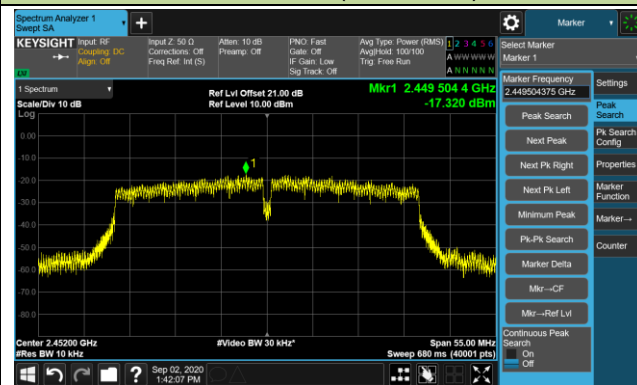 Spectrum Analyzer 1
Swept SA
Marker
KEYSIGHT
Input: RF
Coupling: DC
Align: Off
Input Z: 50 Ω
Corrections: Off
Freq Ref: Int (S)
Atten: 10 dB
Preamp: Off
PNO: Fast
Gate: Off
IF Gain: Low
Sig Track: Off
Avg Type: Power (RMS)
Avg|Hold: 100/100
Trig: Free Run
1 2 3 4 5 6
A W W W W W
A N N N N N
Select Marker
Marker 1
LXI
1 Spectrum
Scale/Div 10 dB
Log
Ref Lvl Offset 21.00 dB
Ref Level 10.00 dBm
Mkr1 2.449 504 4 GHz
-17.320 dBm
Marker Frequency
2.449504375 GHz
Settings
Peak Search
Peak
Search
Next Peak
Pk Search
Config
Next Pk Right
Properties
Next Pk Left
Marker
Function
Minimum Peak
Marker→
Pk-Pk Search
Counter
Marker Delta
Mkr→CF
Mkr→Ref Lvl
Continuous Peak
Search
On
Off
0.00
-10.0
1
-20.0
-30.0
-40.0
-50.0
-60.0
-70.0
-80.0
Center 2.45200 GHz
#Res BW 10 kHz
#Video BW 30 kHz*
Span 55.00 MHz
Sweep 680 ms (40001 pts)
?
Sep 02, 2020
1:42:07 PM